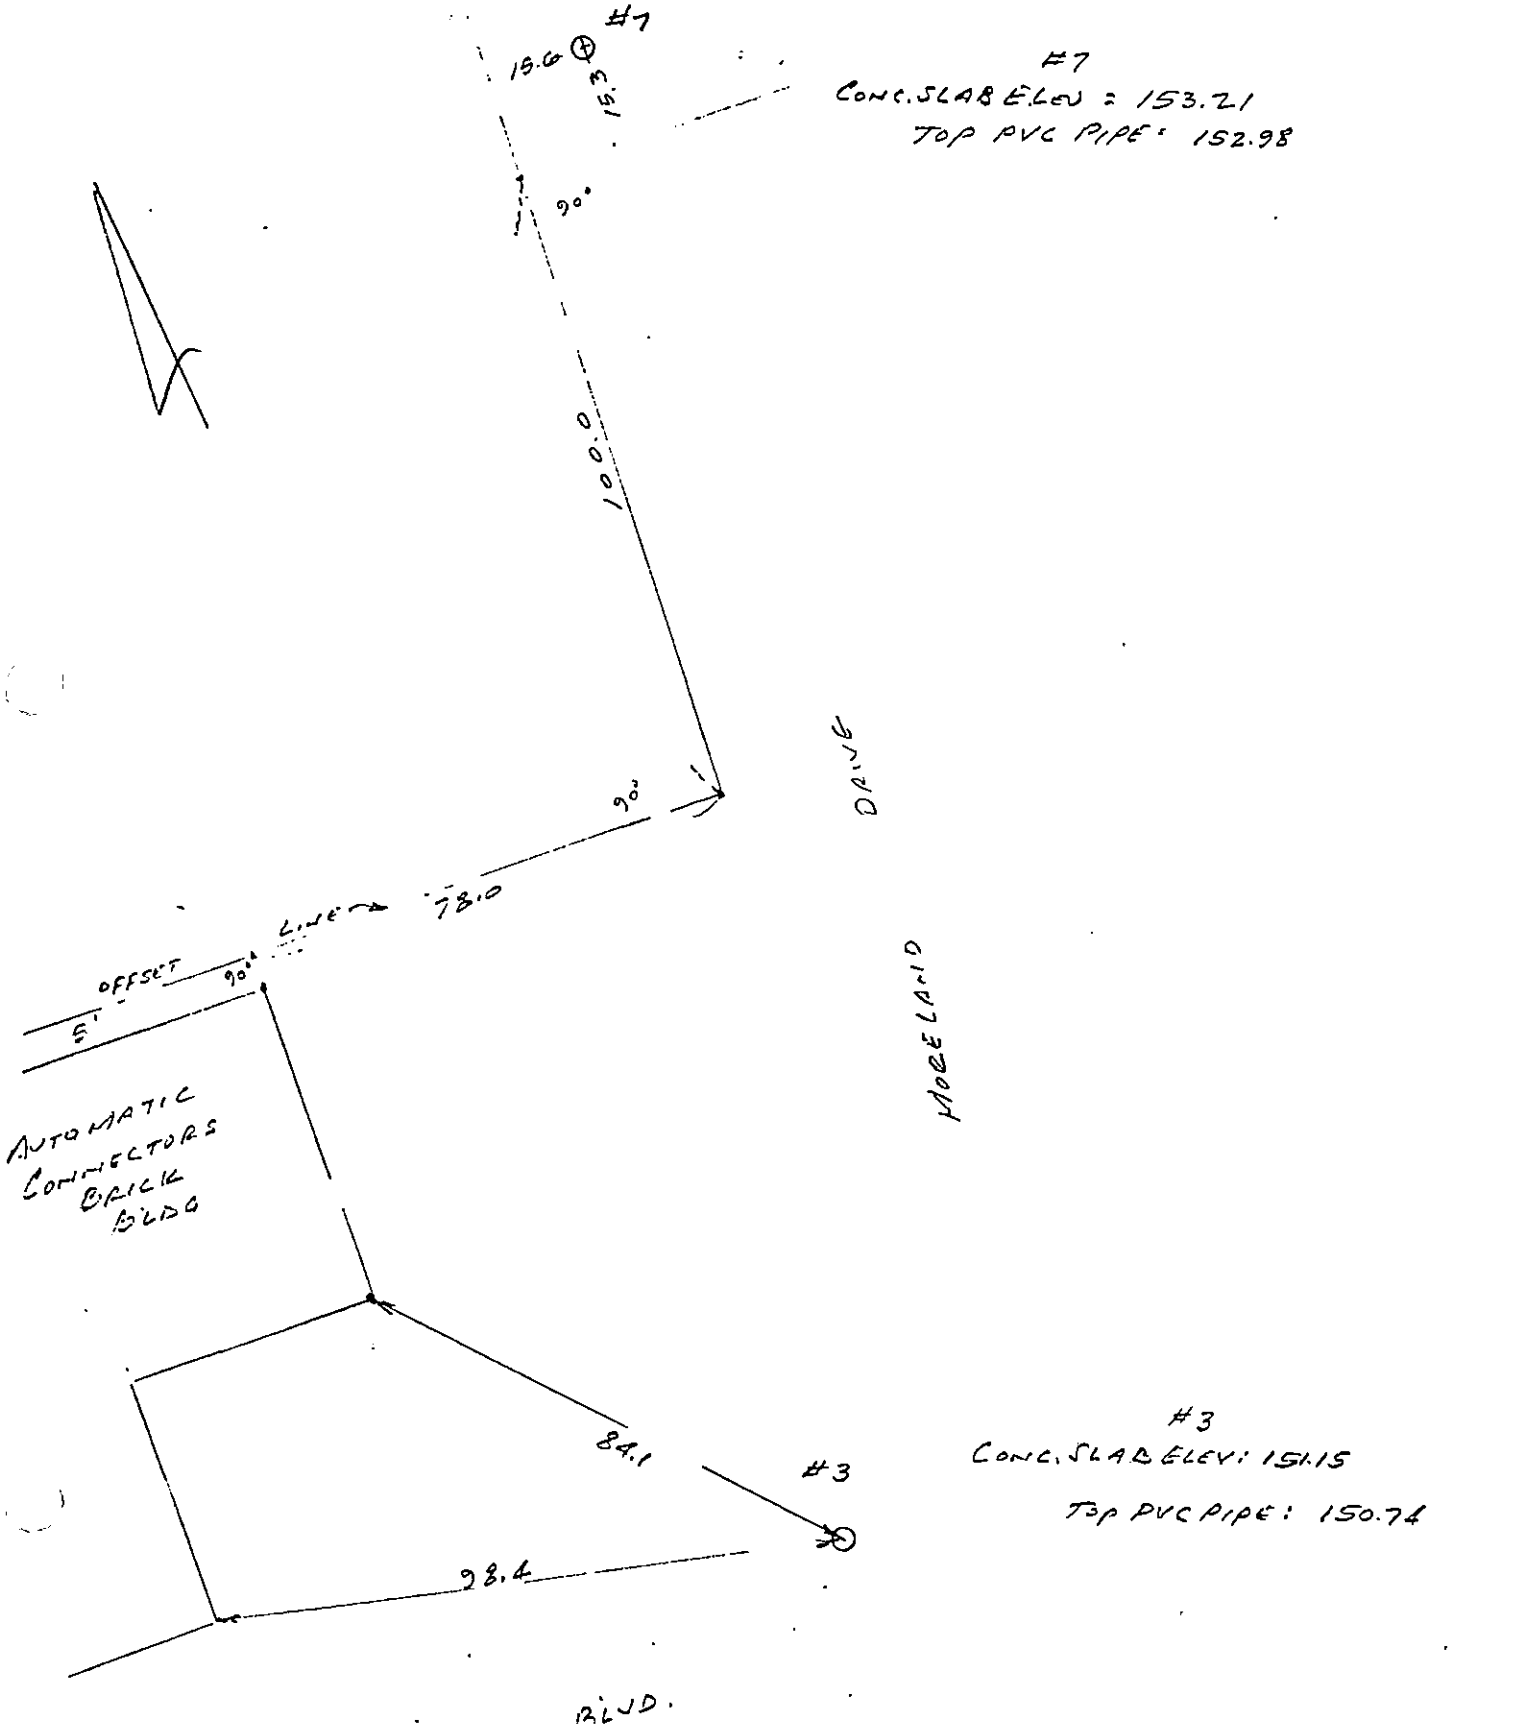 #7
15.6
15.3
#7
CONC. SLAB ELEV = 153.21
TOP PVC PIPE: 152.98
90°
100.0
90°
DRIVE
LINE
78.0
OFFSET
90°
5'
MORELAND
AUTOMATIC
CONNECTORS
BRICK
BLDG
84.1
#3
#3
CONC. SLAB ELEV: 151.15
TOP PVC PIPE: 150.74
98.4
BLVD.